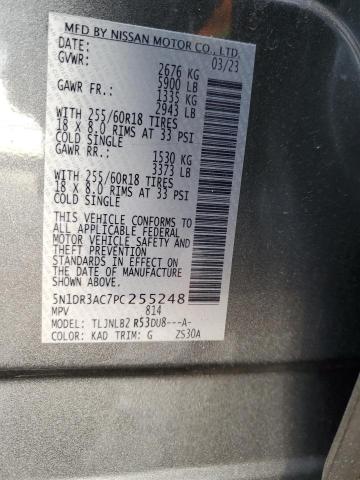 MFD BY NISSAN MOTOR CO., LTD.
DATE: 03/23
GVWR: 2676 KG
5900 LB
GAWR FR.: 1335 KG
2943 LB
WITH 255/60R18 TIRES
18 X 8.0 RIMS AT 33 PSI
COLD SINGLE
GAWR RR.: 1530 KG
3373 LB
WITH 255/60R18 TIRES
18 X 8.0 RIMS AT 33 PSI
COLD SINGLE
THIS VEHICLE CONFORMS TO
ALL APPLICABLE FEDERAL
MOTOR VEHICLE SAFETY
STANDARDS IN EFFECT ON
THE DATE OF MANUFACTURE
SHOWN ABOVE.
5N1DR3AC7PC255248
MPV 814
MODEL: TLJNLB2 R53DU8---A-
COLOR: KAD TRIM: G ZS30A